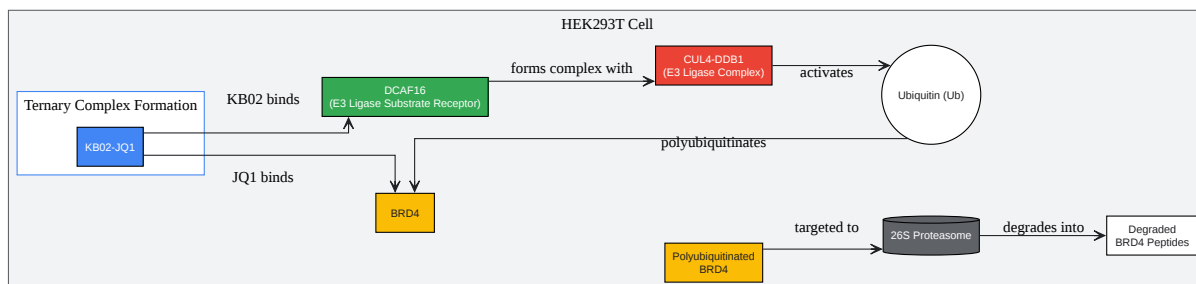 HEK293T Cell
CUL4-DDB1
(E3 Ligase Complex)
forms complex with
activates
DCAF16
(E3 Ligase Substrate Receptor)
Ubiquitin (Ub)
KB02 binds
Ternary Complex Formation
KB02-JQ1
polyubiquitinates
JQ1 binds
BRD4
targeted to
26S Proteasome
degrades into
Degraded
BRD4 Peptides
Polyubiquitinated
BRD4